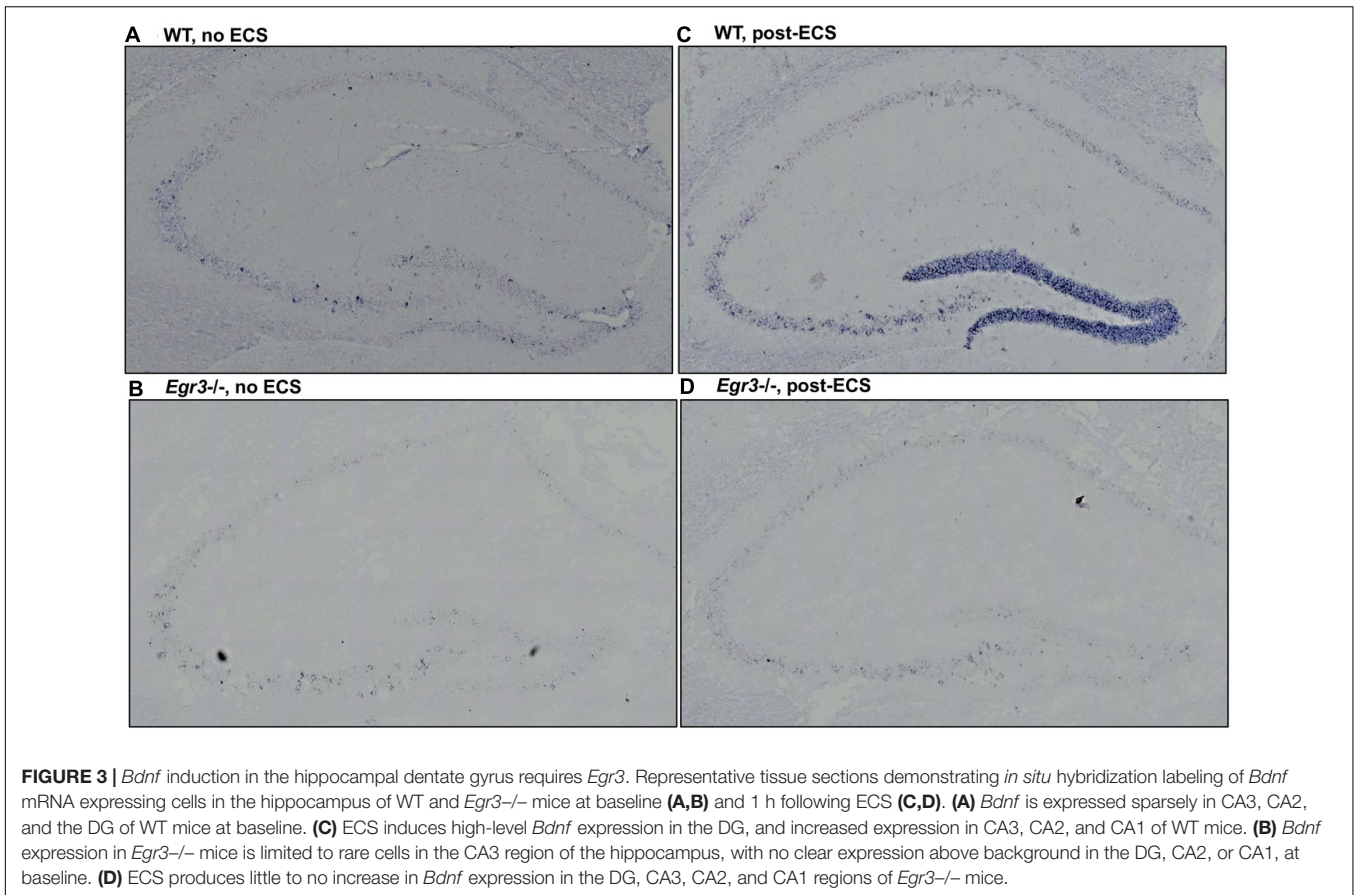 A WT, no ECS
C WT, post-ECS
B Egr3-/-, no ECS
D Egr3-/-, post-ECS
FIGURE 3 | Bdnf induction in the hippocampal dentate gyrus requires Egr3. Representative tissue sections demonstrating in situ hybridization labeling of Bdnf
mRNA expressing cells in the hippocampus of WT and Egr3–/– mice at baseline (A,B) and 1 h following ECS (C,D). (A) Bdnf is expressed sparsely in CA3, CA2,
and the DG of WT mice at baseline. (C) ECS induces high-level Bdnf expression in the DG, and increased expression in CA3, CA2, and CA1 of WT mice. (B) Bdnf
expression in Egr3–/– mice is limited to rare cells in the CA3 region of the hippocampus, with no clear expression above background in the DG, CA2, or CA1, at
baseline. (D) ECS produces little to no increase in Bdnf expression in the DG, CA3, CA2, and CA1 regions of Egr3–/– mice.